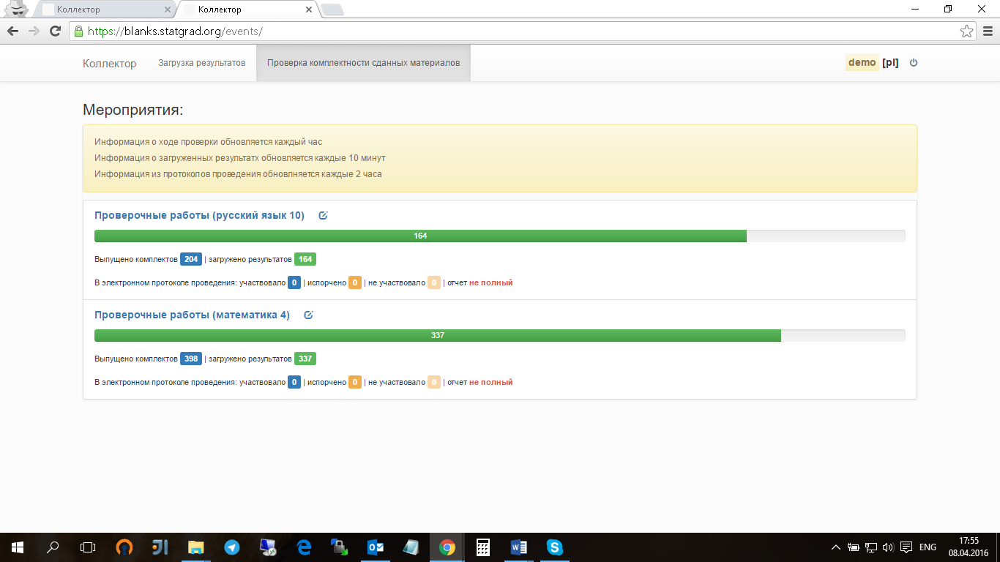 Коллектор
Коллектор
https://blanks.statgrad.org/events/
Коллектор Загрузка результатов Проверка комплектности сданных материалов demo [pl]
Мероприятия:
Информация о ходе проверки обновляется каждый час
Информация о загруженных результатх обновляется каждые 10 минут
Информация из протоколов проведения обновлняется каждые 2 часа
Проверочные работы (русский язык 10)
164
Выпущено комплектов 204 | загружено результатов 164
В электронном протоколе проведения: участвовало 0 | испорчено 0 | не участвовало 0 | отчет не полный
Проверочные работы (математика 4)
337
Выпущено комплектов 398 | загружено результатов 337
В электронном протоколе проведения: участвовало 0 | испорчено 0 | не участвовало 0 | отчет не полный
ENG
17:55
08.04.2016